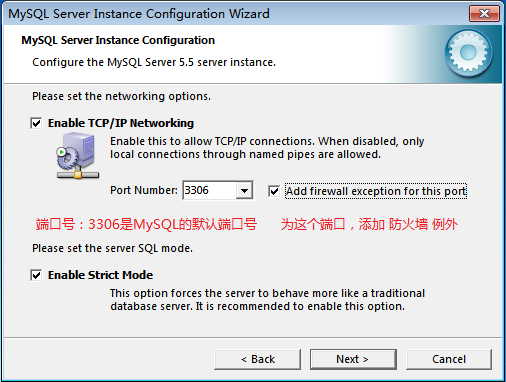 MySQL Server Instance Configuration Wizard
MySQL Server Instance Configuration
Configure the MySQL Server 5.5 server instance.
Please set the networking options.
Enable TCP/IP Networking
Enable this to allow TCP/IP connections. When disabled, only
local connections through named pipes are allowed.
Port Number: 3306 Add firewall exception for this port
端口号：3306是MySQL的默认端口号 为这个端口，添加 防火墙 例外
Please set the server SQL mode.
Enable Strict Mode
This option forces the server to behave more like a traditional
database server. It is recommended to enable this option.
< Back Next > Cancel